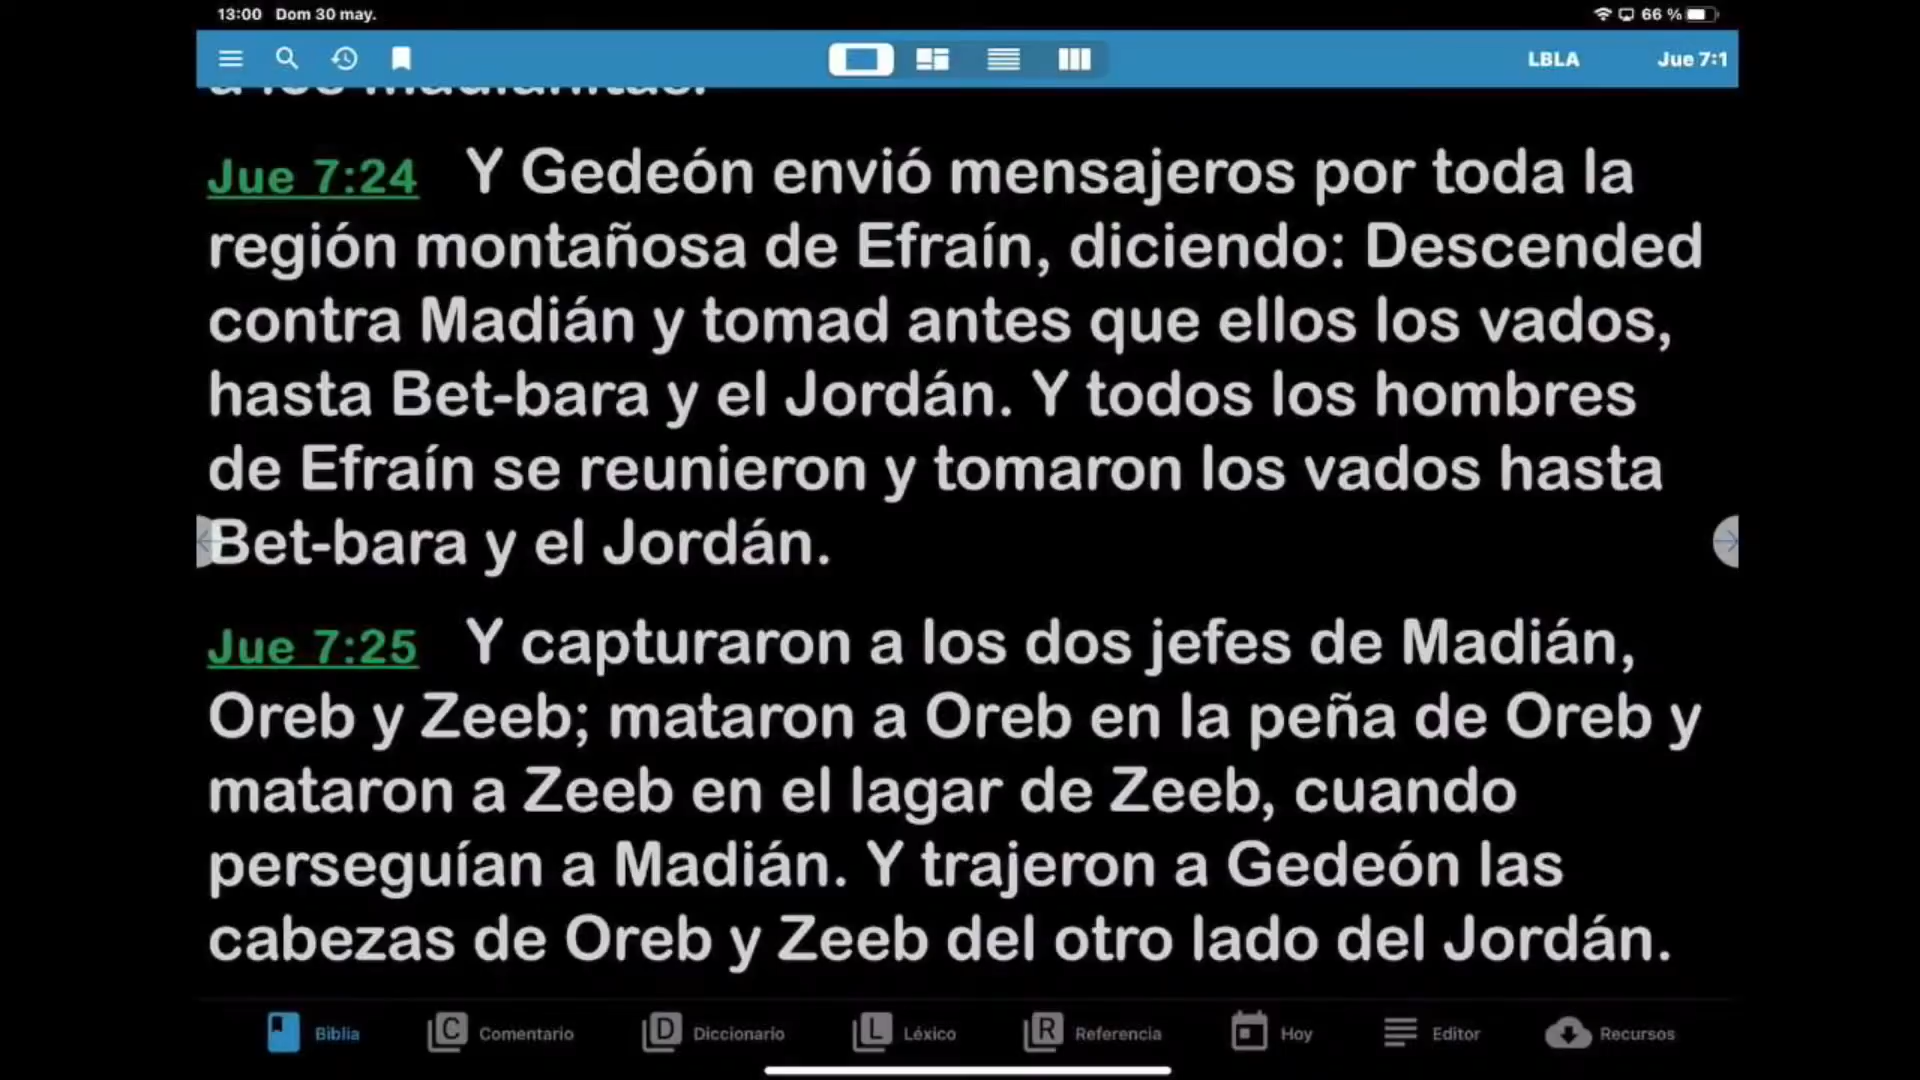 13:00 Dom 30 may.
66 %
LBLA
Jue 7:1
a los madianitas.
Jue 7:24 Y Gedeón envió mensajeros por toda la
región montañosa de Efraín, diciendo: Descended
contra Madián y tomad antes que ellos los vados,
hasta Bet-bara y el Jordán. Y todos los hombres
de Efraín se reunieron y tomaron los vados hasta
Bet-bara y el Jordán.
Jue 7:25 Y capturaron a los dos jefes de Madián,
Oreb y Zeeb; mataron a Oreb en la peña de Oreb y
mataron a Zeeb en el lagar de Zeeb, cuando
perseguían a Madián. Y trajeron a Gedeón las
cabezas de Oreb y Zeeb del otro lado del Jordán.
Biblia
C Comentario
D Diccionario
L Léxico
R Referencia
Hoy
Editor
Recursos